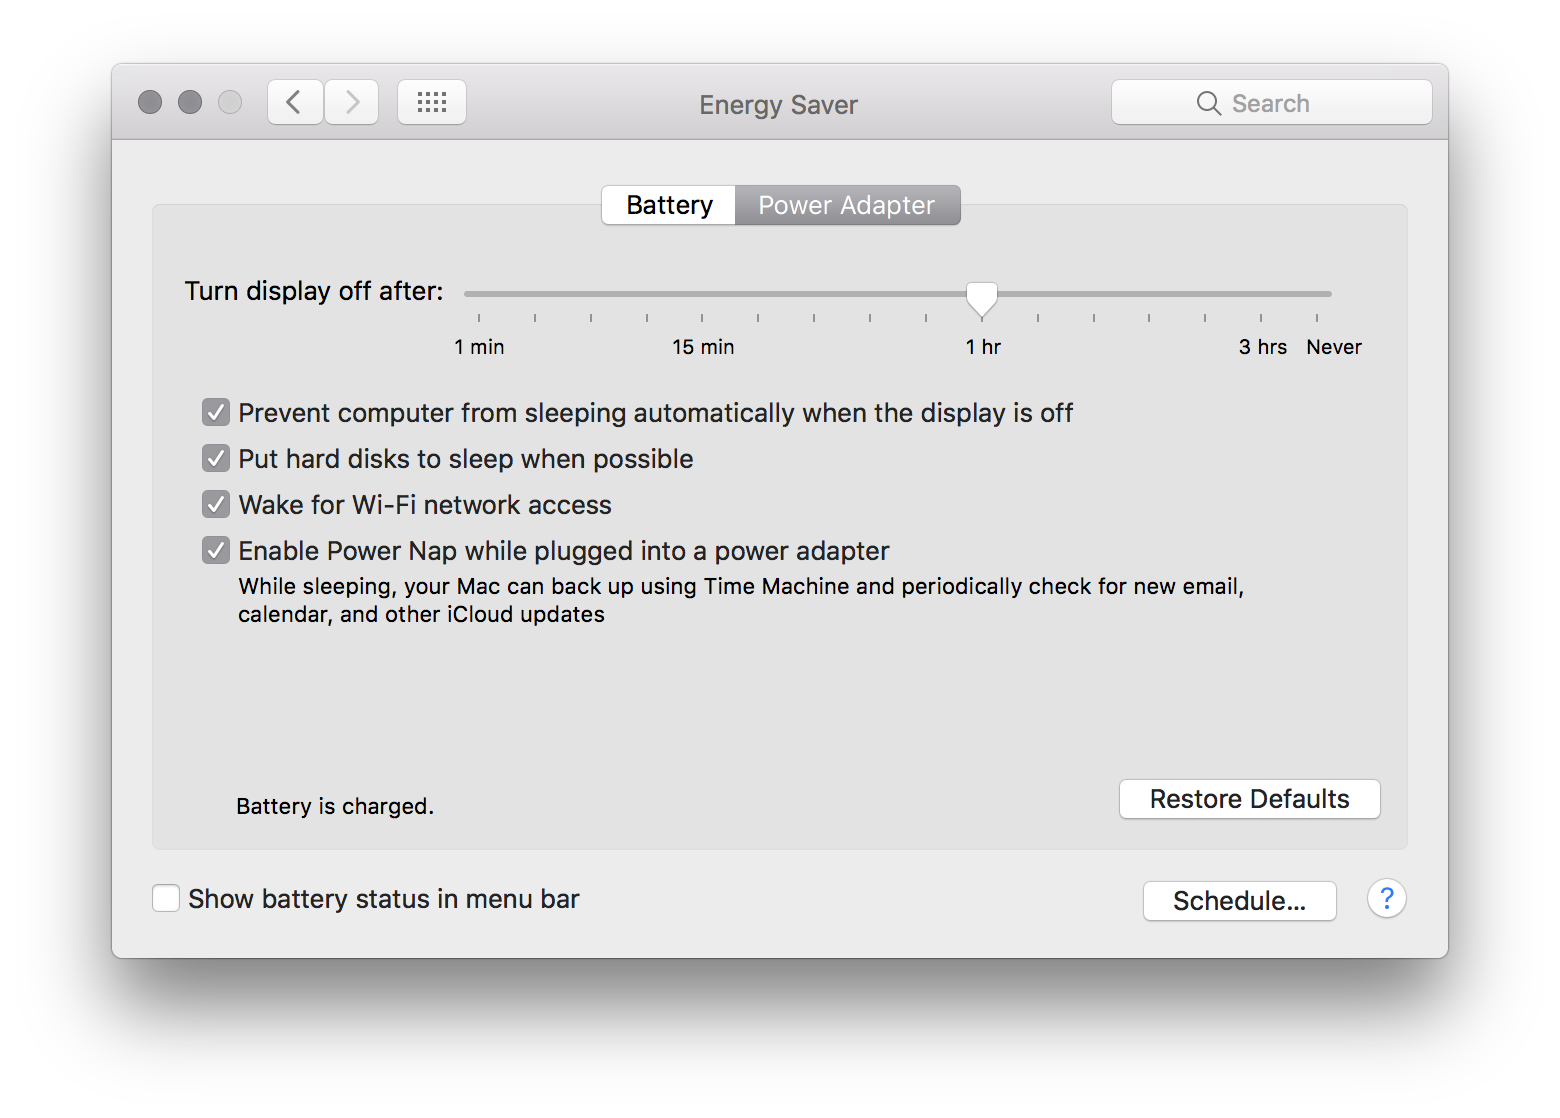 Energy Saver
Search
Battery
Power Adapter
Turn display off after:
1 min
15 min
1 hr
3 hrs
Never
Prevent computer from sleeping automatically when the display is off
Put hard disks to sleep when possible
Wake for Wi-Fi network access
Enable Power Nap while plugged into a power adapter
While sleeping, your Mac can back up using Time Machine and periodically check for new email,
calendar, and other iCloud updates
Battery is charged.
Restore Defaults
Show battery status in menu bar
Schedule...
?